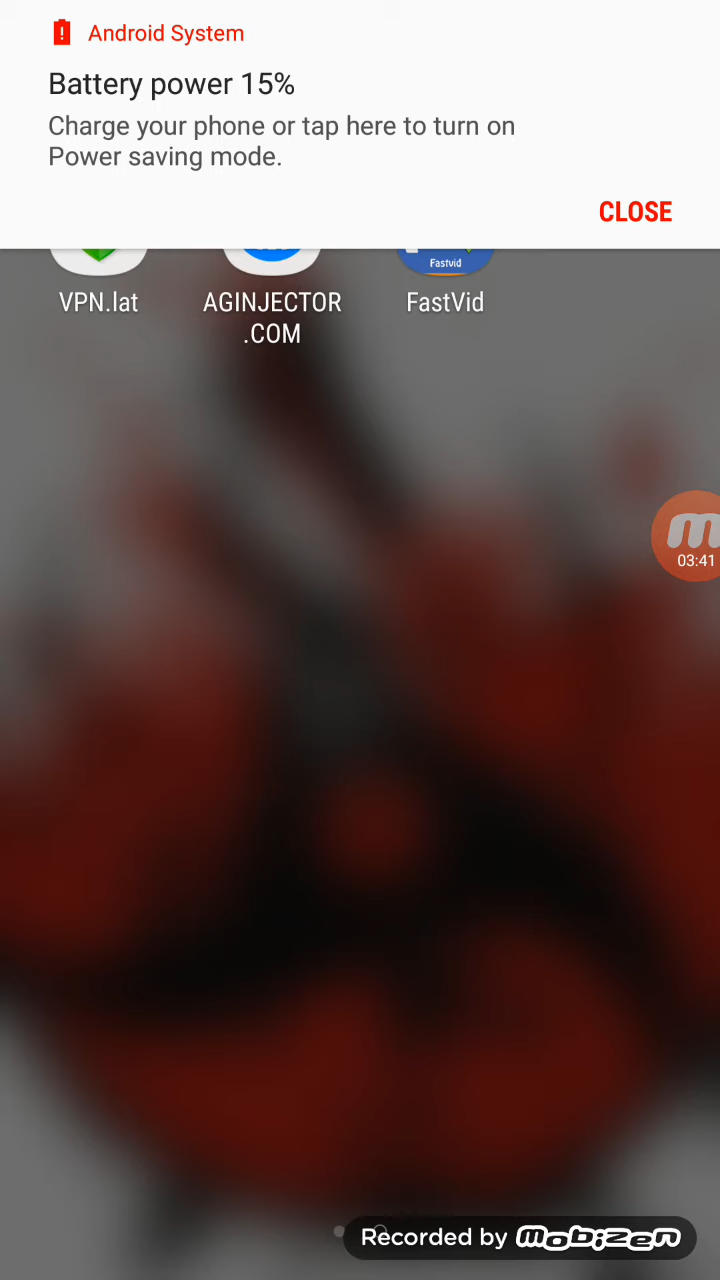 Android System
Battery power 15%
Charge your phone or tap here to turn on
Power saving mode.
CLOSE
Fastvid
VPN.lat
AGINJECTOR
.COM
FastVid
03:41
Recorded by mobizen